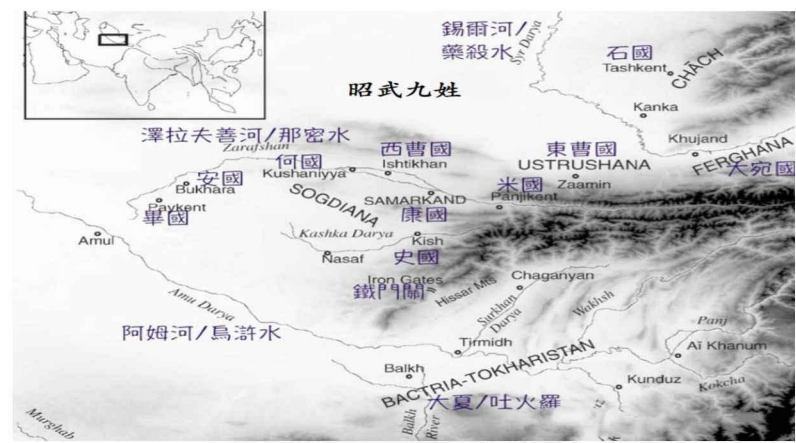 錫爾河/
藥殺水
Syr Darya
石國
Tashkent
CHĀCH
昭武九姓
Kanka
澤拉夫善河/那密水
Zarafshan
西曹國
Ishtikhan
何國
Kushaniyya
東曹國
USTRUSHANA
Zaamin
Khujand
FERGHANA
大宛國
安國
Bukhara
Paykent
畢國
SOGDIANA
SAMARKAND
康國
米國
Panjikent
Amul
Kashka Darya
Kish
史國
Nasaf
Iron Gates
鐵門關
Hissar Mts
Chaganyan
Surkhan
Darya
Wakhsh
Amu Darya
阿姆河/烏滸水
Tirmidh
Panj
Aï Khanum
BACTRIA-TOKHARISTAN
Balkh
Kunduz
Kokcha
大夏/吐火羅
Balkh
River
Murghab